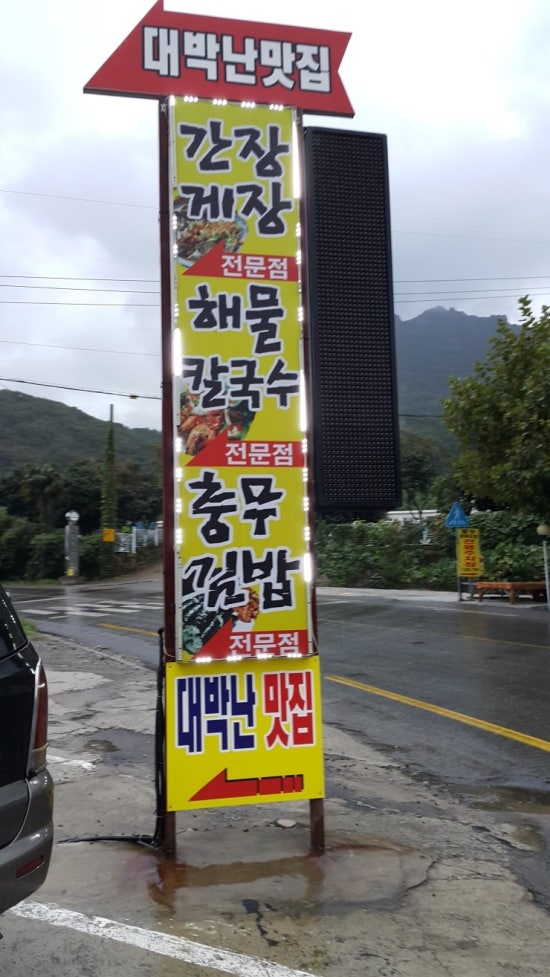 대박난맛집
간장
게장
전문점
해물
칼국수
전문점
충무
김밥
전문점
대박난 맛집